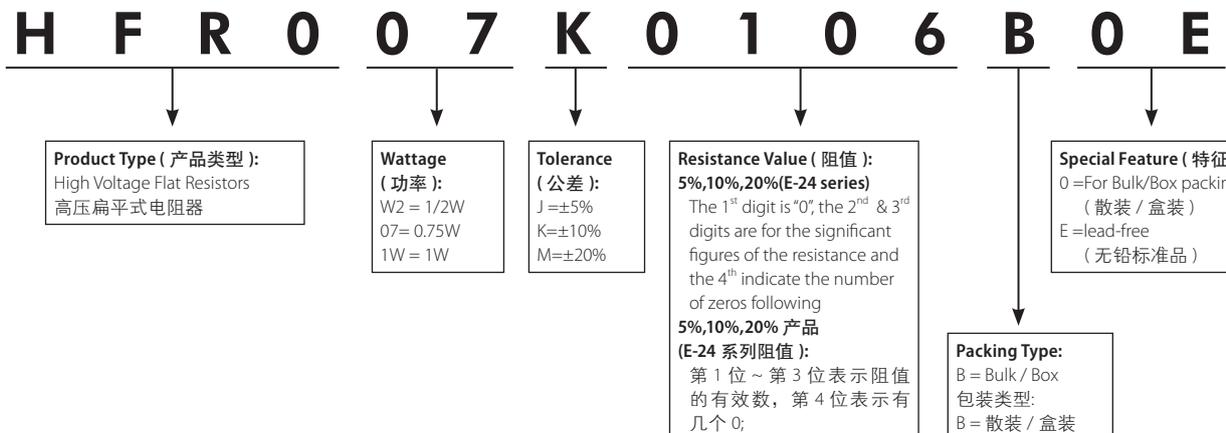 H F R 0 0 7 K 0 1 0 6 B 0 E
Product Type ( 产品类型 ):
High Voltage Flat Resistors
高压扁平式电阻器
Wattage
( 功率 ):
W2 = 1/2W
07= 0.75W
1W = 1W
Tolerance
( 公差 ):
J =±5%
K=±10%
M=±20%
Resistance Value ( 阻值 ):
5%,10%,20%(E-24 series)
The 1st digit is "0", the 2nd & 3rd
digits are for the significant
figures of the resistance and
the 4th indicate the number
of zeros following
5%,10%,20% 产品
(E-24 系列阻值 ):
第 1 位 ~ 第 3 位表示阻值
的有效数，第 4 位表示有
几个 0;
Packing Type:
B = Bulk / Box
包装类型:
B = 散装 / 盒装
Special Feature ( 特征
0 =For Bulk/Box packin
( 散装 / 盒装 )
E =lead-free
( 无铅标准品 )